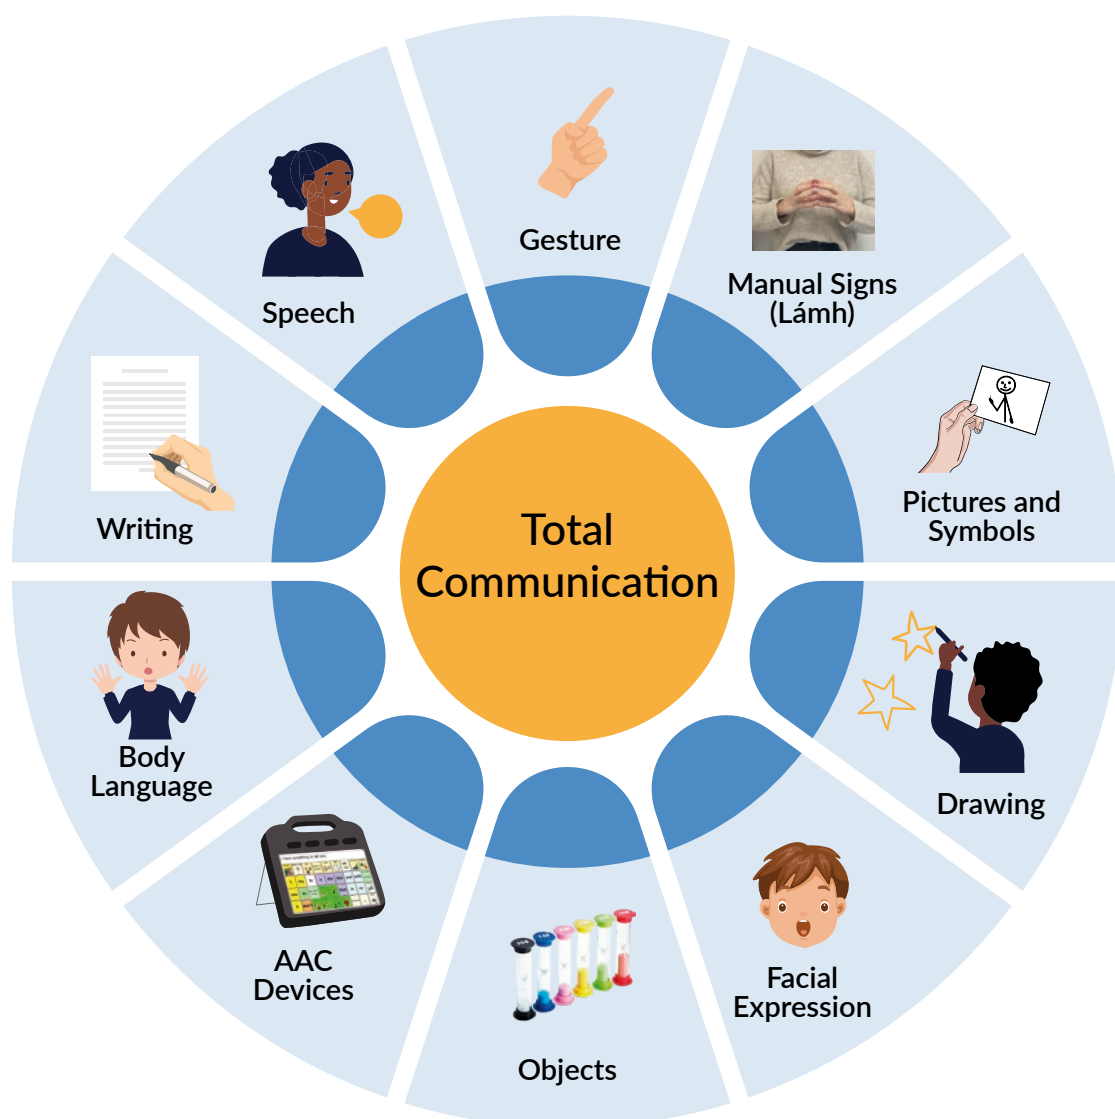 Gesture
Manual Signs
(Lámh)
Pictures and
Symbols
Drawing
Facial
Expression
Objects
AAC
Devices
Body
Language
Writing
Speech
Total
Communication